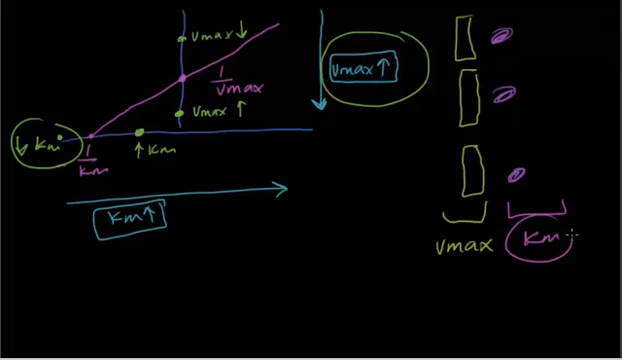 Vmax ↓
Vmax ↑
1/Vmax
Vmax ↑
↓ Km
↑ Km
1/Km
Km ↑
Vmax
Km